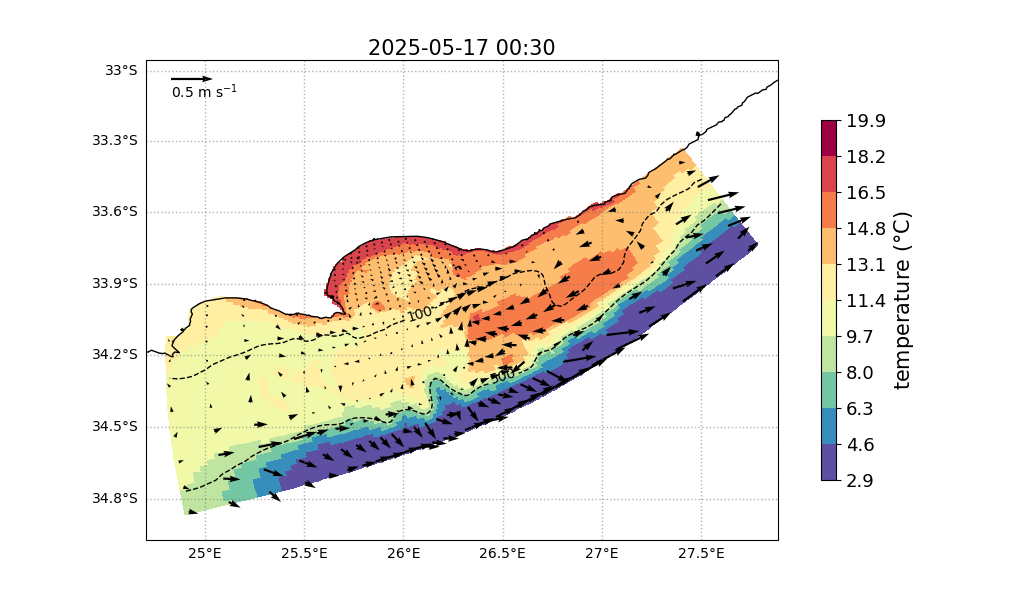 2025-05-17 00:30
33°S
33.3°S
33.6°S
33.9°S
34.2°S
34.5°S
34.8°S
0.5 m s⁻¹
100
500
25°E
25.5°E
26°E
26.5°E
27°E
27.5°E
19.9
18.2
16.5
14.8
13.1
11.4
9.7
8.0
6.3
4.6
2.9
temperature (°C)